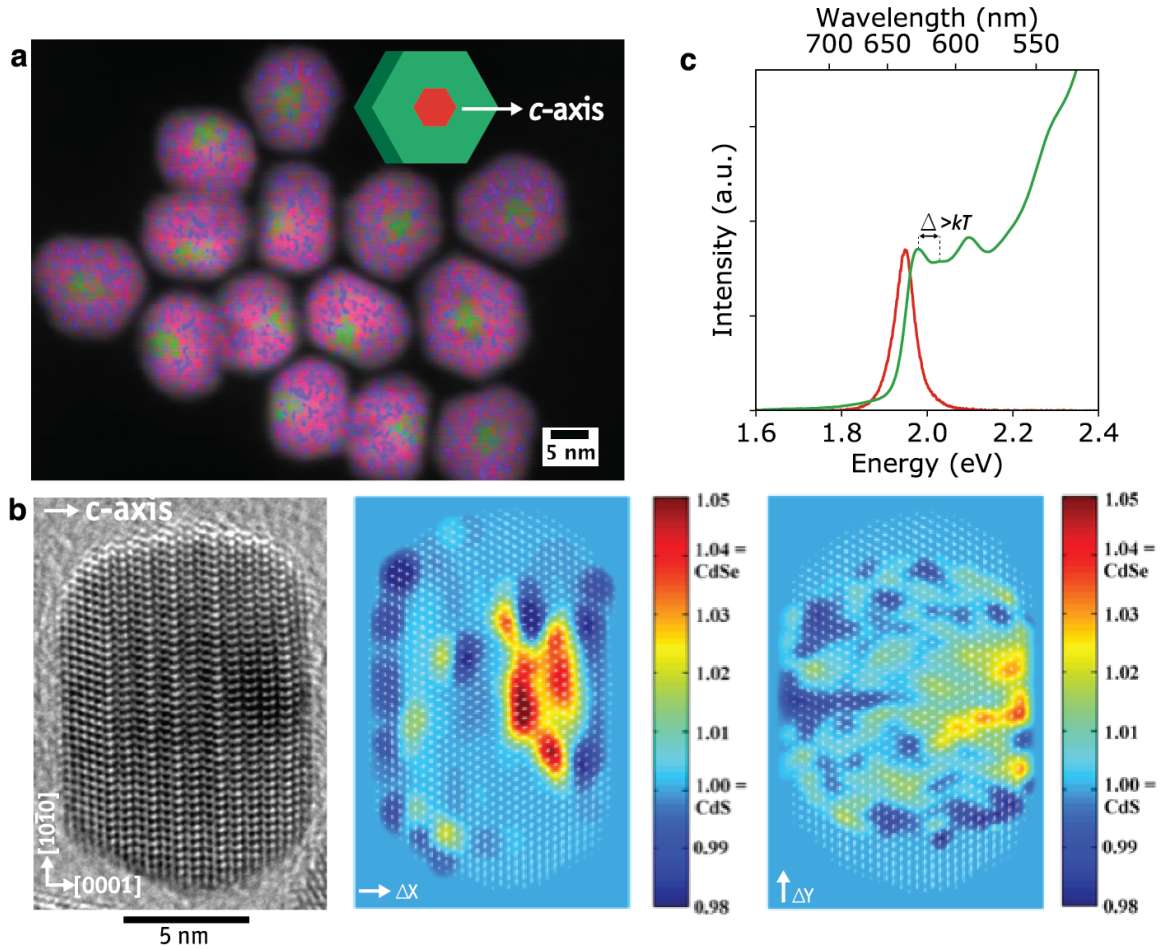 a
c-axis
5 nm
c
Wavelength (nm)
700 650 600 550
Intensity (a.u.)
Δ >kT
1.6 1.8 2.0 2.2 2.4
Energy (eV)
b
c-axis
[101̄0]
[0001]
5 nm
ΔX
1.05
1.04 =
CdSe
1.03
1.02
1.01
1.00 =
CdS
0.99
0.98
ΔY
1.05
1.04 =
CdSe
1.03
1.02
1.01
1.00 =
CdS
0.99
0.98